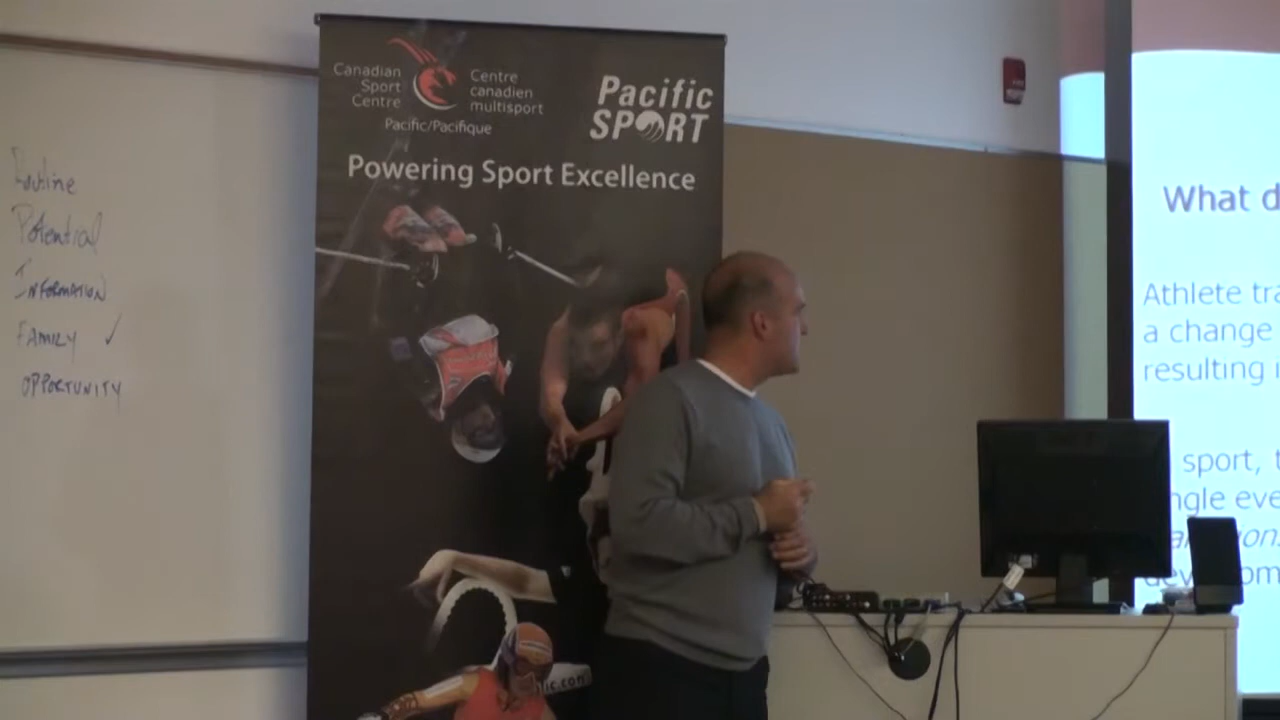 Routine
Potential
INFORMATION
FAMILY ✓
OPPORTUNITY
Canadian
Sport
Centre
Centre
canadien
multisport
Pacific/Pacifique
Pacific
SPORT
Powering Sport Excellence
What d
Athlete tra
a change
resulting i
sport, t
ngle eve